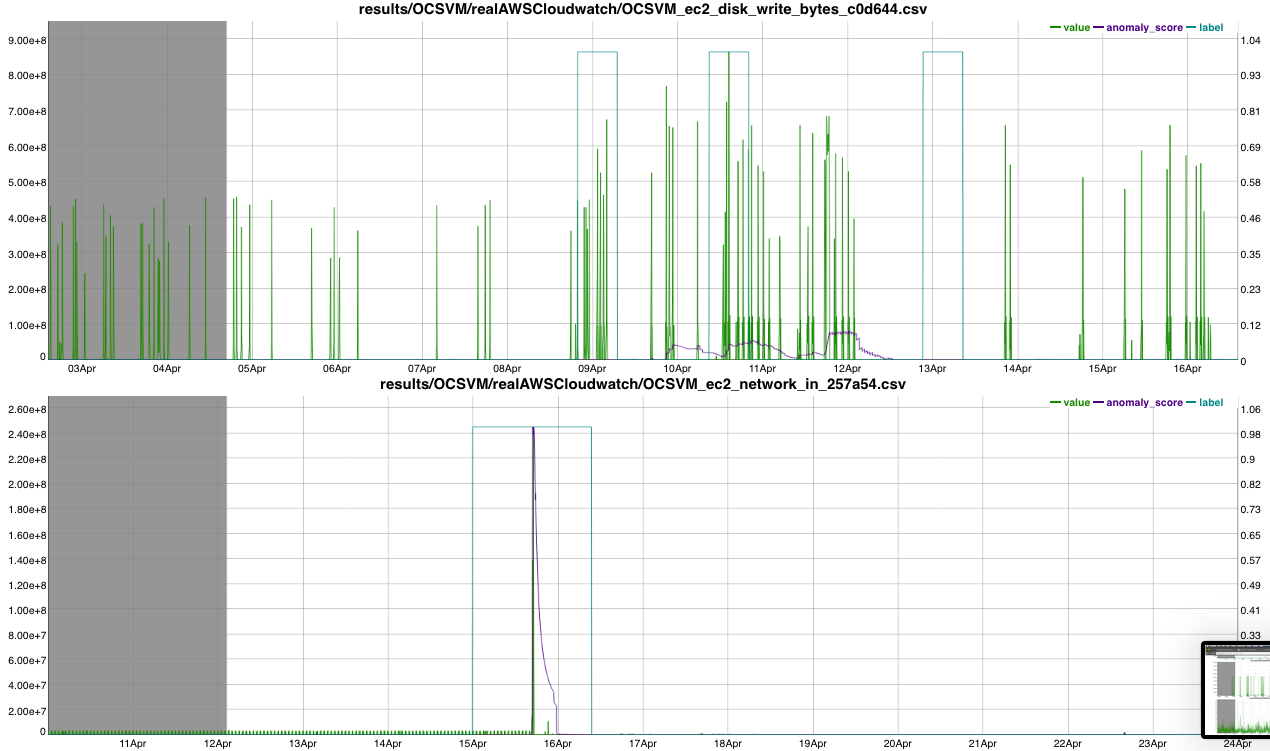 results/OCSVM/realAWSCloudwatch/OCSVM_ec2_disk_write_bytes_c0d644.csv
value anomaly_score label
9.00e+8 1.04
8.00e+8 0.93
7.00e+8 0.81
6.00e+8 0.69
5.00e+8 0.58
4.00e+8 0.46
3.00e+8 0.35
2.00e+8 0.23
1.00e+8 0.12
0 0
03Apr 04Apr 05Apr 06Apr 07Apr 08Apr 09Apr 10Apr 11Apr 12Apr 13Apr 14Apr 15Apr 16Apr
results/OCSVM/realAWSCloudwatch/OCSVM_ec2_network_in_257a54.csv
value anomaly_score label
2.60e+8 1.06
2.40e+8 0.98
2.20e+8 0.9
2.00e+8 0.82
1.80e+8 0.73
1.60e+8 0.65
1.40e+8 0.57
1.20e+8 0.49
1.00e+8 0.41
8.00e+7 0.33
6.00e+7
4.00e+7
2.00e+7
0
11Apr 12Apr 13Apr 14Apr 15Apr 16Apr 17Apr 18Apr 19Apr 20Apr 21Apr 22Apr 23Apr 24Apr